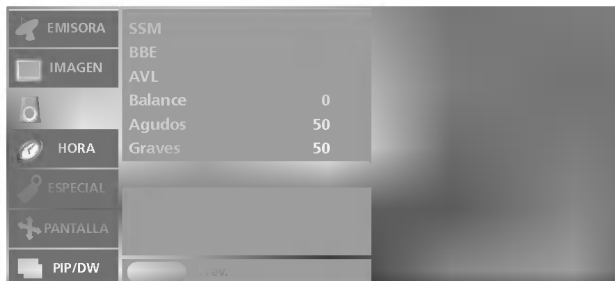 EMISORA
IMAGEN
HORA
ESPECIAL
PANTALLA
PIP/DW
SSM
BBE
AVL
Balance 0
Agudos 50
Graves 50